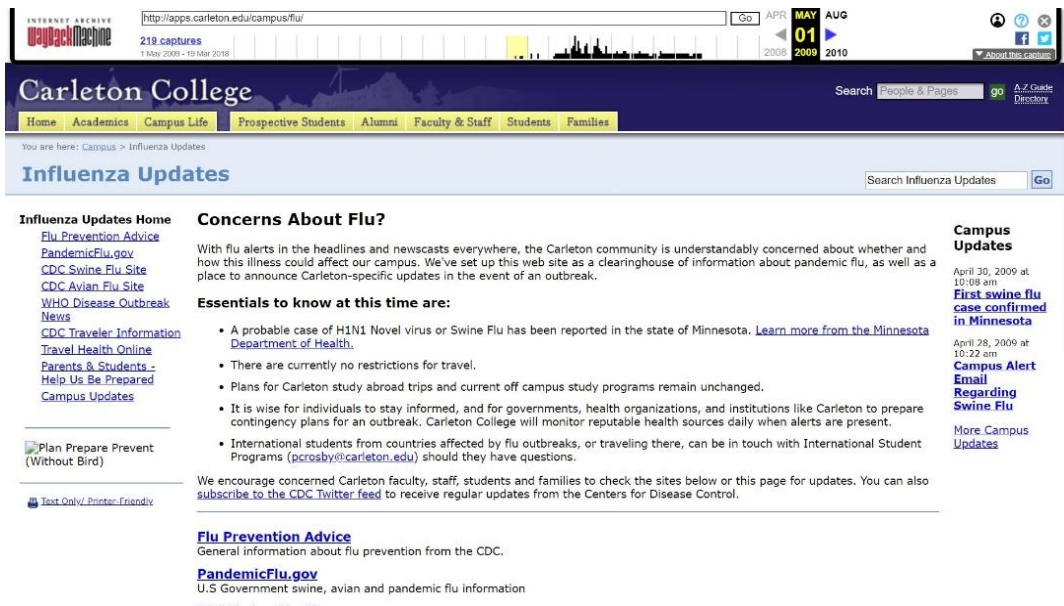 INTERNET ARCHIVE
WayBackMachine
http://apps.carleton.edu/campus/flu/
Go
APR MAY AUG
219 captures
01
1 May 2009 - 19 Mar 2018
2008 2009 2010
About this capture
Carleton College
Search People & Pages go A-Z Guide
Directory
Home Academics Campus Life Prospective Students Alumni Faculty & Staff Students Families
You are here: Campus > Influenza Updates
Influenza Updates
Search Influenza Updates Go
Influenza Updates Home
Flu Prevention Advice
PandemicFlu.gov
CDC Swine Flu Site
CDC Avian Flu Site
WHO Disease Outbreak
News
CDC Traveler Information
Travel Health Online
Parents & Students -
Help Us Be Prepared
Campus Updates
Plan Prepare Prevent
(Without Bird)
Text Only/ Printer-Friendly
Concerns About Flu?
With flu alerts in the headlines and newscasts everywhere, the Carleton community is understandably concerned about whether and
how this illness could affect our campus. We've set up this web site as a clearinghouse of information about pandemic flu, as well as a
place to announce Carleton-specific updates in the event of an outbreak.
Essentials to know at this time are:
• A probable case of H1N1 Novel virus or Swine Flu has been reported in the state of Minnesota. Learn more from the Minnesota
Department of Health.
• There are currently no restrictions for travel.
• Plans for Carleton study abroad trips and current off campus study programs remain unchanged.
• It is wise for individuals to stay informed, and for governments, health organizations, and institutions like Carleton to prepare
contingency plans for an outbreak. Carleton College will monitor reputable health sources daily when alerts are present.
• International students from countries affected by flu outbreaks, or traveling there, can be in touch with International Student
Programs (pcrosby@carleton.edu) should they have questions.
We encourage concerned Carleton faculty, staff, students and families to check the sites below or this page for updates. You can also
subscribe to the CDC Twitter feed to receive regular updates from the Centers for Disease Control.
Flu Prevention Advice
General information about flu prevention from the CDC.
PandemicFlu.gov
U.S Government swine, avian and pandemic flu information
Campus
Updates
April 30, 2009 at
10:08 am
First swine flu
case confirmed
in Minnesota
April 28, 2009 at
10:22 am
Campus Alert
Email
Regarding
Swine Flu
More Campus
Updates